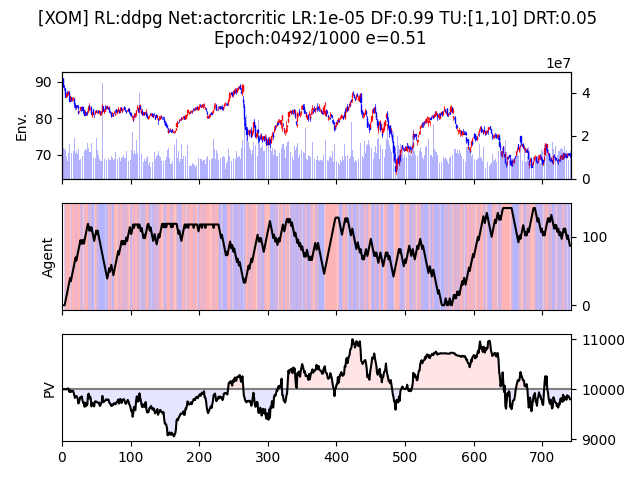 [XOM] RL:ddpg Net:actorcritic LR:1e-05 DF:0.99 TU:[1,10] DRT:0.05
Epoch:0492/1000 e=0.51
1e7
90
80
70
Env.
4
2
0
Agent
100
0
PV
11000
10000
9000
0 100 200 300 400 500 600 700